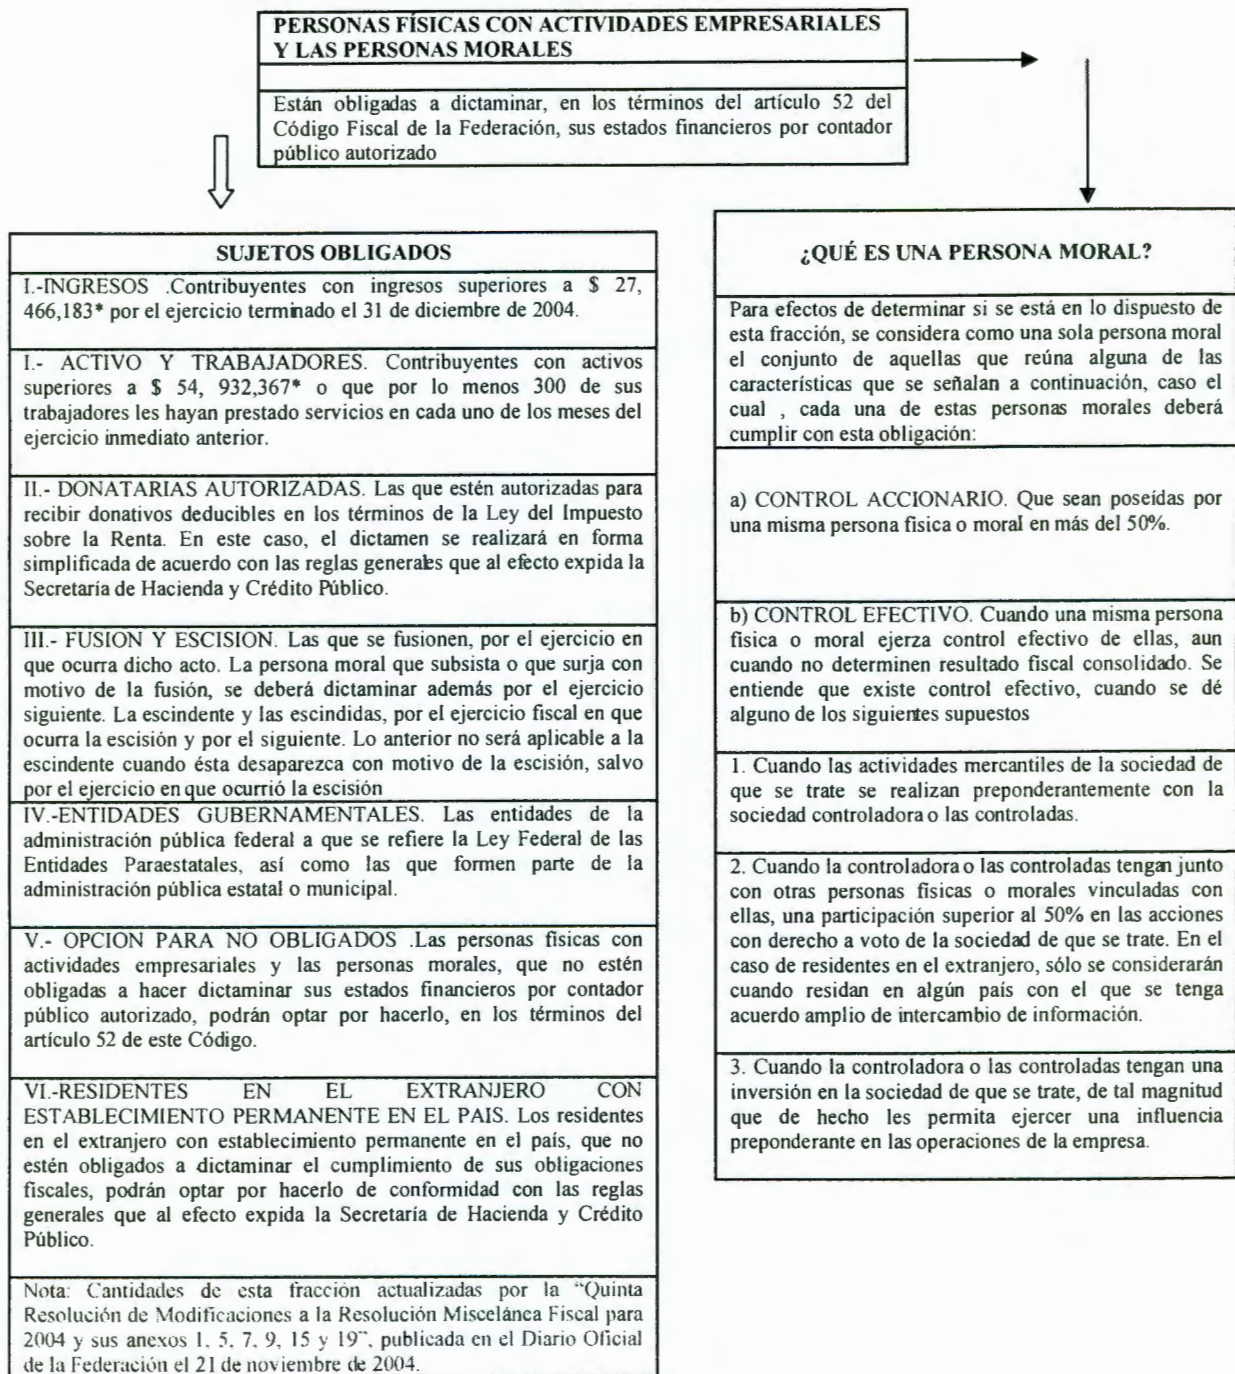 PERSONAS FÍSICAS CON ACTIVIDADES EMPRESARIALES
Y LAS PERSONAS MORALES
Están obligadas a dictaminar, en los términos del artículo 52 del
Código Fiscal de la Federación, sus estados financieros por contador
público autorizado
SUJETOS OBLIGADOS
I.-INGRESOS .Contribuyentes con ingresos superiores a $ 27,
466,183* por el ejercicio terminado el 31 de diciembre de 2004.
I.- ACTIVO Y TRABAJADORES. Contribuyentes con activos
superiores a $ 54, 932,367* o que por lo menos 300 de sus
trabajadores les hayan prestado servicios en cada uno de los meses del
ejercicio inmediato anterior.
II.- DONATARIAS AUTORIZADAS. Las que estén autorizadas para
recibir donativos deducibles en los términos de la Ley del Impuesto
sobre la Renta. En este caso, el dictamen se realizará en forma
simplificada de acuerdo con las reglas generales que al efecto expida la
Secretaría de Hacienda y Crédito Público.
III.- FUSION Y ESCISION. Las que se fusionen, por el ejercicio en
que ocurra dicho acto. La persona moral que subsista o que surja con
motivo de la fusión, se deberá dictaminar además por el ejercicio
siguiente. La escindente y las escindidas, por el ejercicio fiscal en que
ocurra la escisión y por el siguiente. Lo anterior no será aplicable a la
escindente cuando ésta desaparezca con motivo de la escisión, salvo
por el ejercicio en que ocurrió la escisión
IV.-ENTIDADES GUBERNAMENTALES. Las entidades de la
administración pública federal a que se refiere la Ley Federal de las
Entidades Paraestatales, así como las que formen parte de la
administración pública estatal o municipal.
V.- OPCION PARA NO OBLIGADOS .Las personas físicas con
actividades empresariales y las personas morales, que no estén
obligadas a hacer dictaminar sus estados financieros por contador
público autorizado, podrán optar por hacerlo, en los términos del
artículo 52 de este Código.
VI.-RESIDENTES EN EL EXTRANJERO CON
ESTABLECIMIENTO PERMANENTE EN EL PAIS. Los residentes
en el extranjero con establecimiento permanente en el país, que no
estén obligados a dictaminar el cumplimiento de sus obligaciones
fiscales, podrán optar por hacerlo de conformidad con las reglas
generales que al efecto expida la Secretaría de Hacienda y Crédito
Público.
Nota: Cantidades de esta fracción actualizadas por la “Quinta
Resolución de Modificaciones a la Resolución Miscelánea Fiscal para
2004 y sus anexos 1, 5, 7, 9, 15 y 19”, publicada en el Diario Oficial
de la Federación el 21 de noviembre de 2004.
¿QUÉ ES UNA PERSONA MORAL?
Para efectos de determinar si se está en lo dispuesto de
esta fracción, se considera como una sola persona moral
el conjunto de aquellas que reúna alguna de las
características que se señalan a continuación, caso el
cual , cada una de estas personas morales deberá
cumplir con esta obligación:
a) CONTROL ACCIONARIO. Que sean poseídas por
una misma persona física o moral en más del 50%.
b) CONTROL EFECTIVO. Cuando una misma persona
física o moral ejerza control efectivo de ellas, aun
cuando no determinen resultado fiscal consolidado. Se
entiende que existe control efectivo, cuando se dé
alguno de los siguientes supuestos
1. Cuando las actividades mercantiles de la sociedad de
que se trate se realizan preponderantemente con la
sociedad controladora o las controladas.
2. Cuando la controladora o las controladas tengan junto
con otras personas físicas o morales vinculadas con
ellas, una participación superior al 50% en las acciones
con derecho a voto de la sociedad de que se trate. En el
caso de residentes en el extranjero, sólo se considerarán
cuando residan en algún país con el que se tenga
acuerdo amplio de intercambio de información.
3. Cuando la controladora o las controladas tengan una
inversión en la sociedad de que se trate, de tal magnitud
que de hecho les permita ejercer una influencia
preponderante en las operaciones de la empresa.